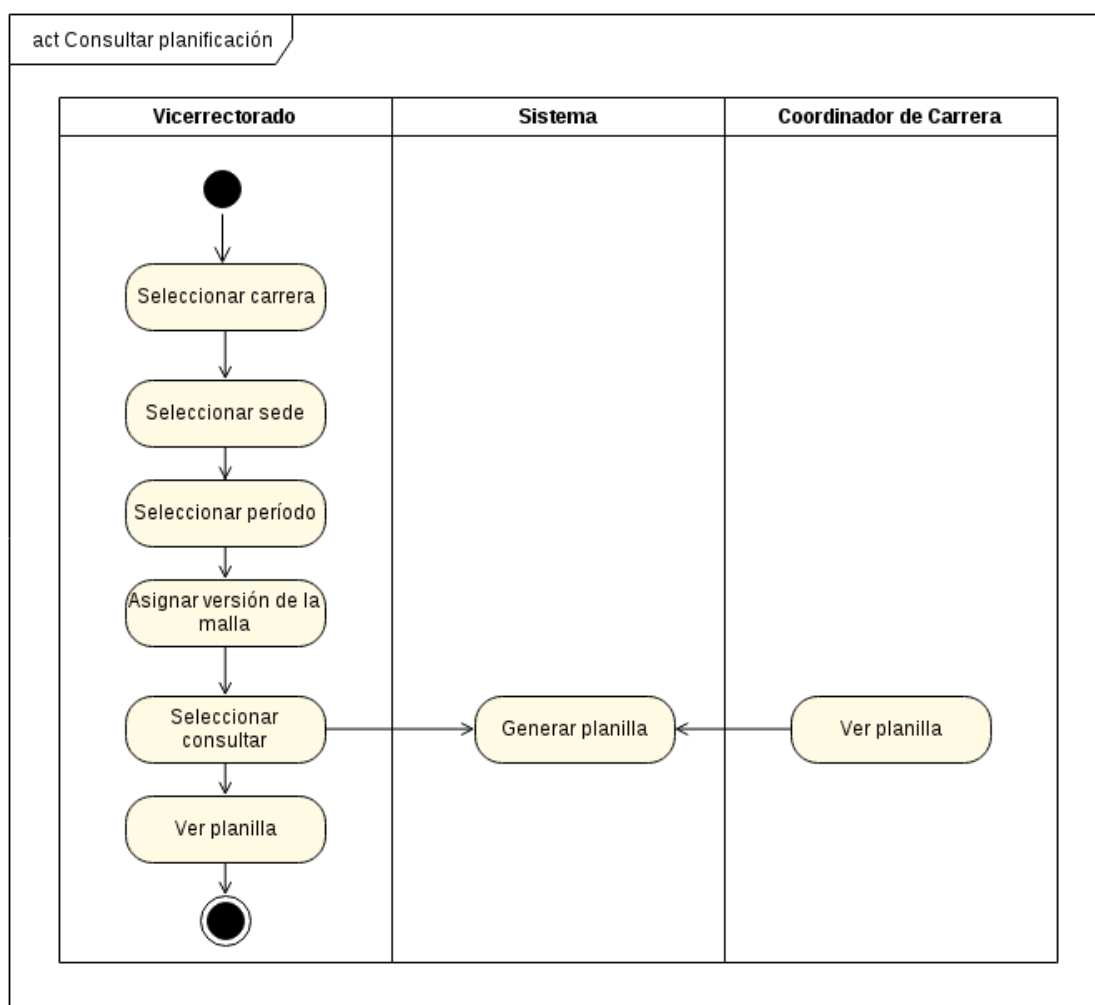 act Consultar planificación
Vicerrectorado
Sistema
Coordinador de Carrera
Seleccionar carrera
Seleccionar sede
Seleccionar período
Asignar versión de la
malla
Seleccionar
consultar
Generar planilla
Ver planilla
Ver planilla